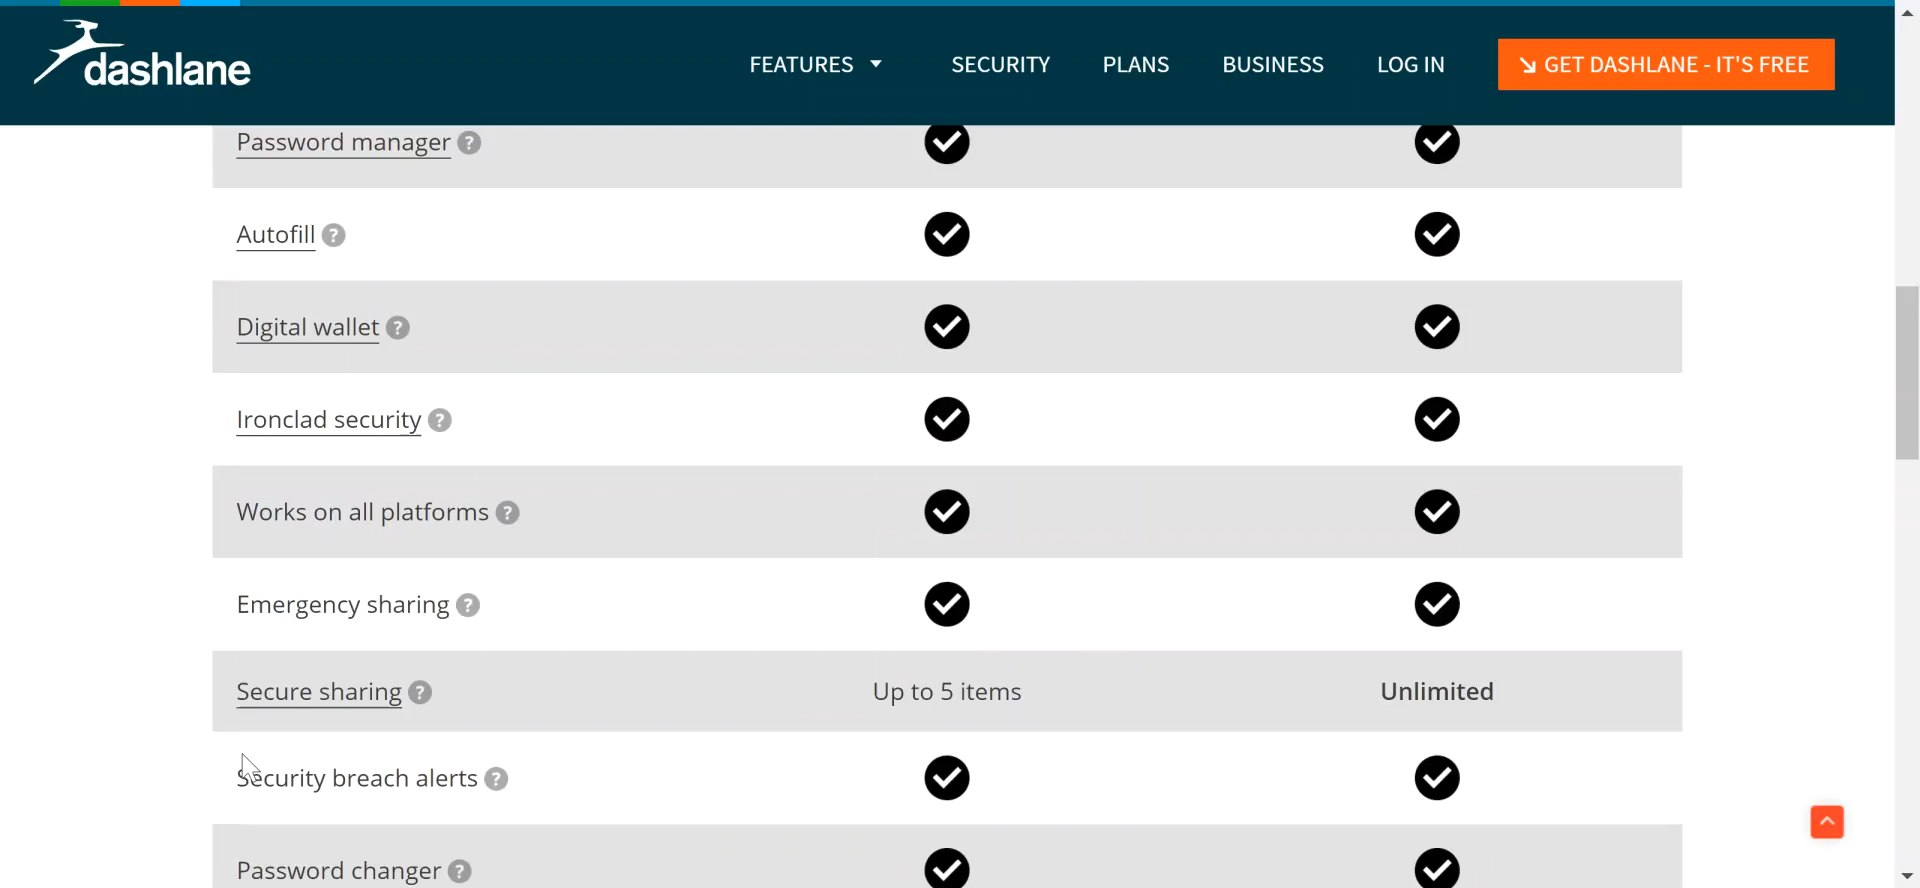 dashlane
FEATURES SECURITY PLANS BUSINESS LOG IN GET DASHLANE - IT'S FREE
Password manager ?
Autofill ?
Digital wallet ?
Ironclad security ?
Works on all platforms ?
Emergency sharing ?
Secure sharing ? Up to 5 items Unlimited
Security breach alerts ?
Password changer ?